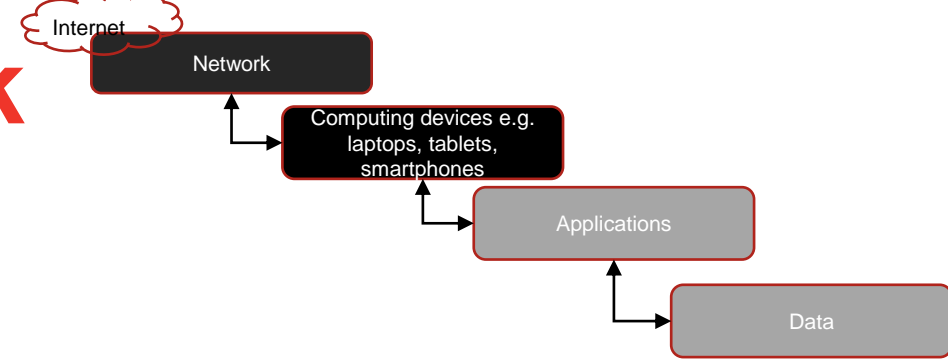 Internet
Network
Computing devices e.g.
laptops, tablets,
smartphones
Applications
Data